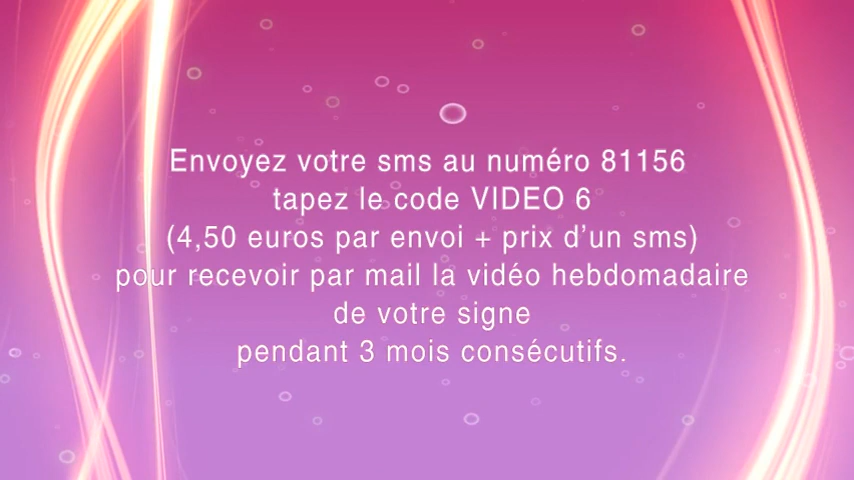 Envoyez votre sms au numéro 81156
tapez le code VIDEO 6
(4,50 euros par envoi + prix d'un sms)
pour recevoir par mail la vidéo hebdomadaire
de votre signe
pendant 3 mois consécutifs.